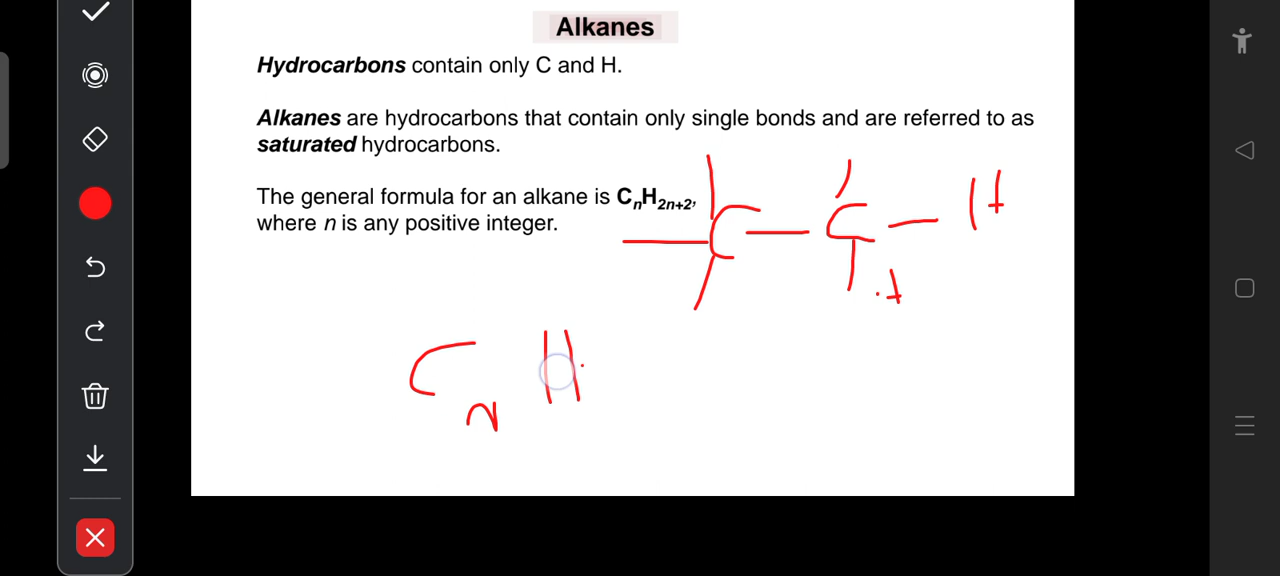 Alkanes
Hydrocarbons contain only C and H.
Alkanes are hydrocarbons that contain only single bonds and are referred to as
saturated hydrocarbons.
The general formula for an alkane is CnH2n+2,
where n is any positive integer.
C — C — H
Cn H